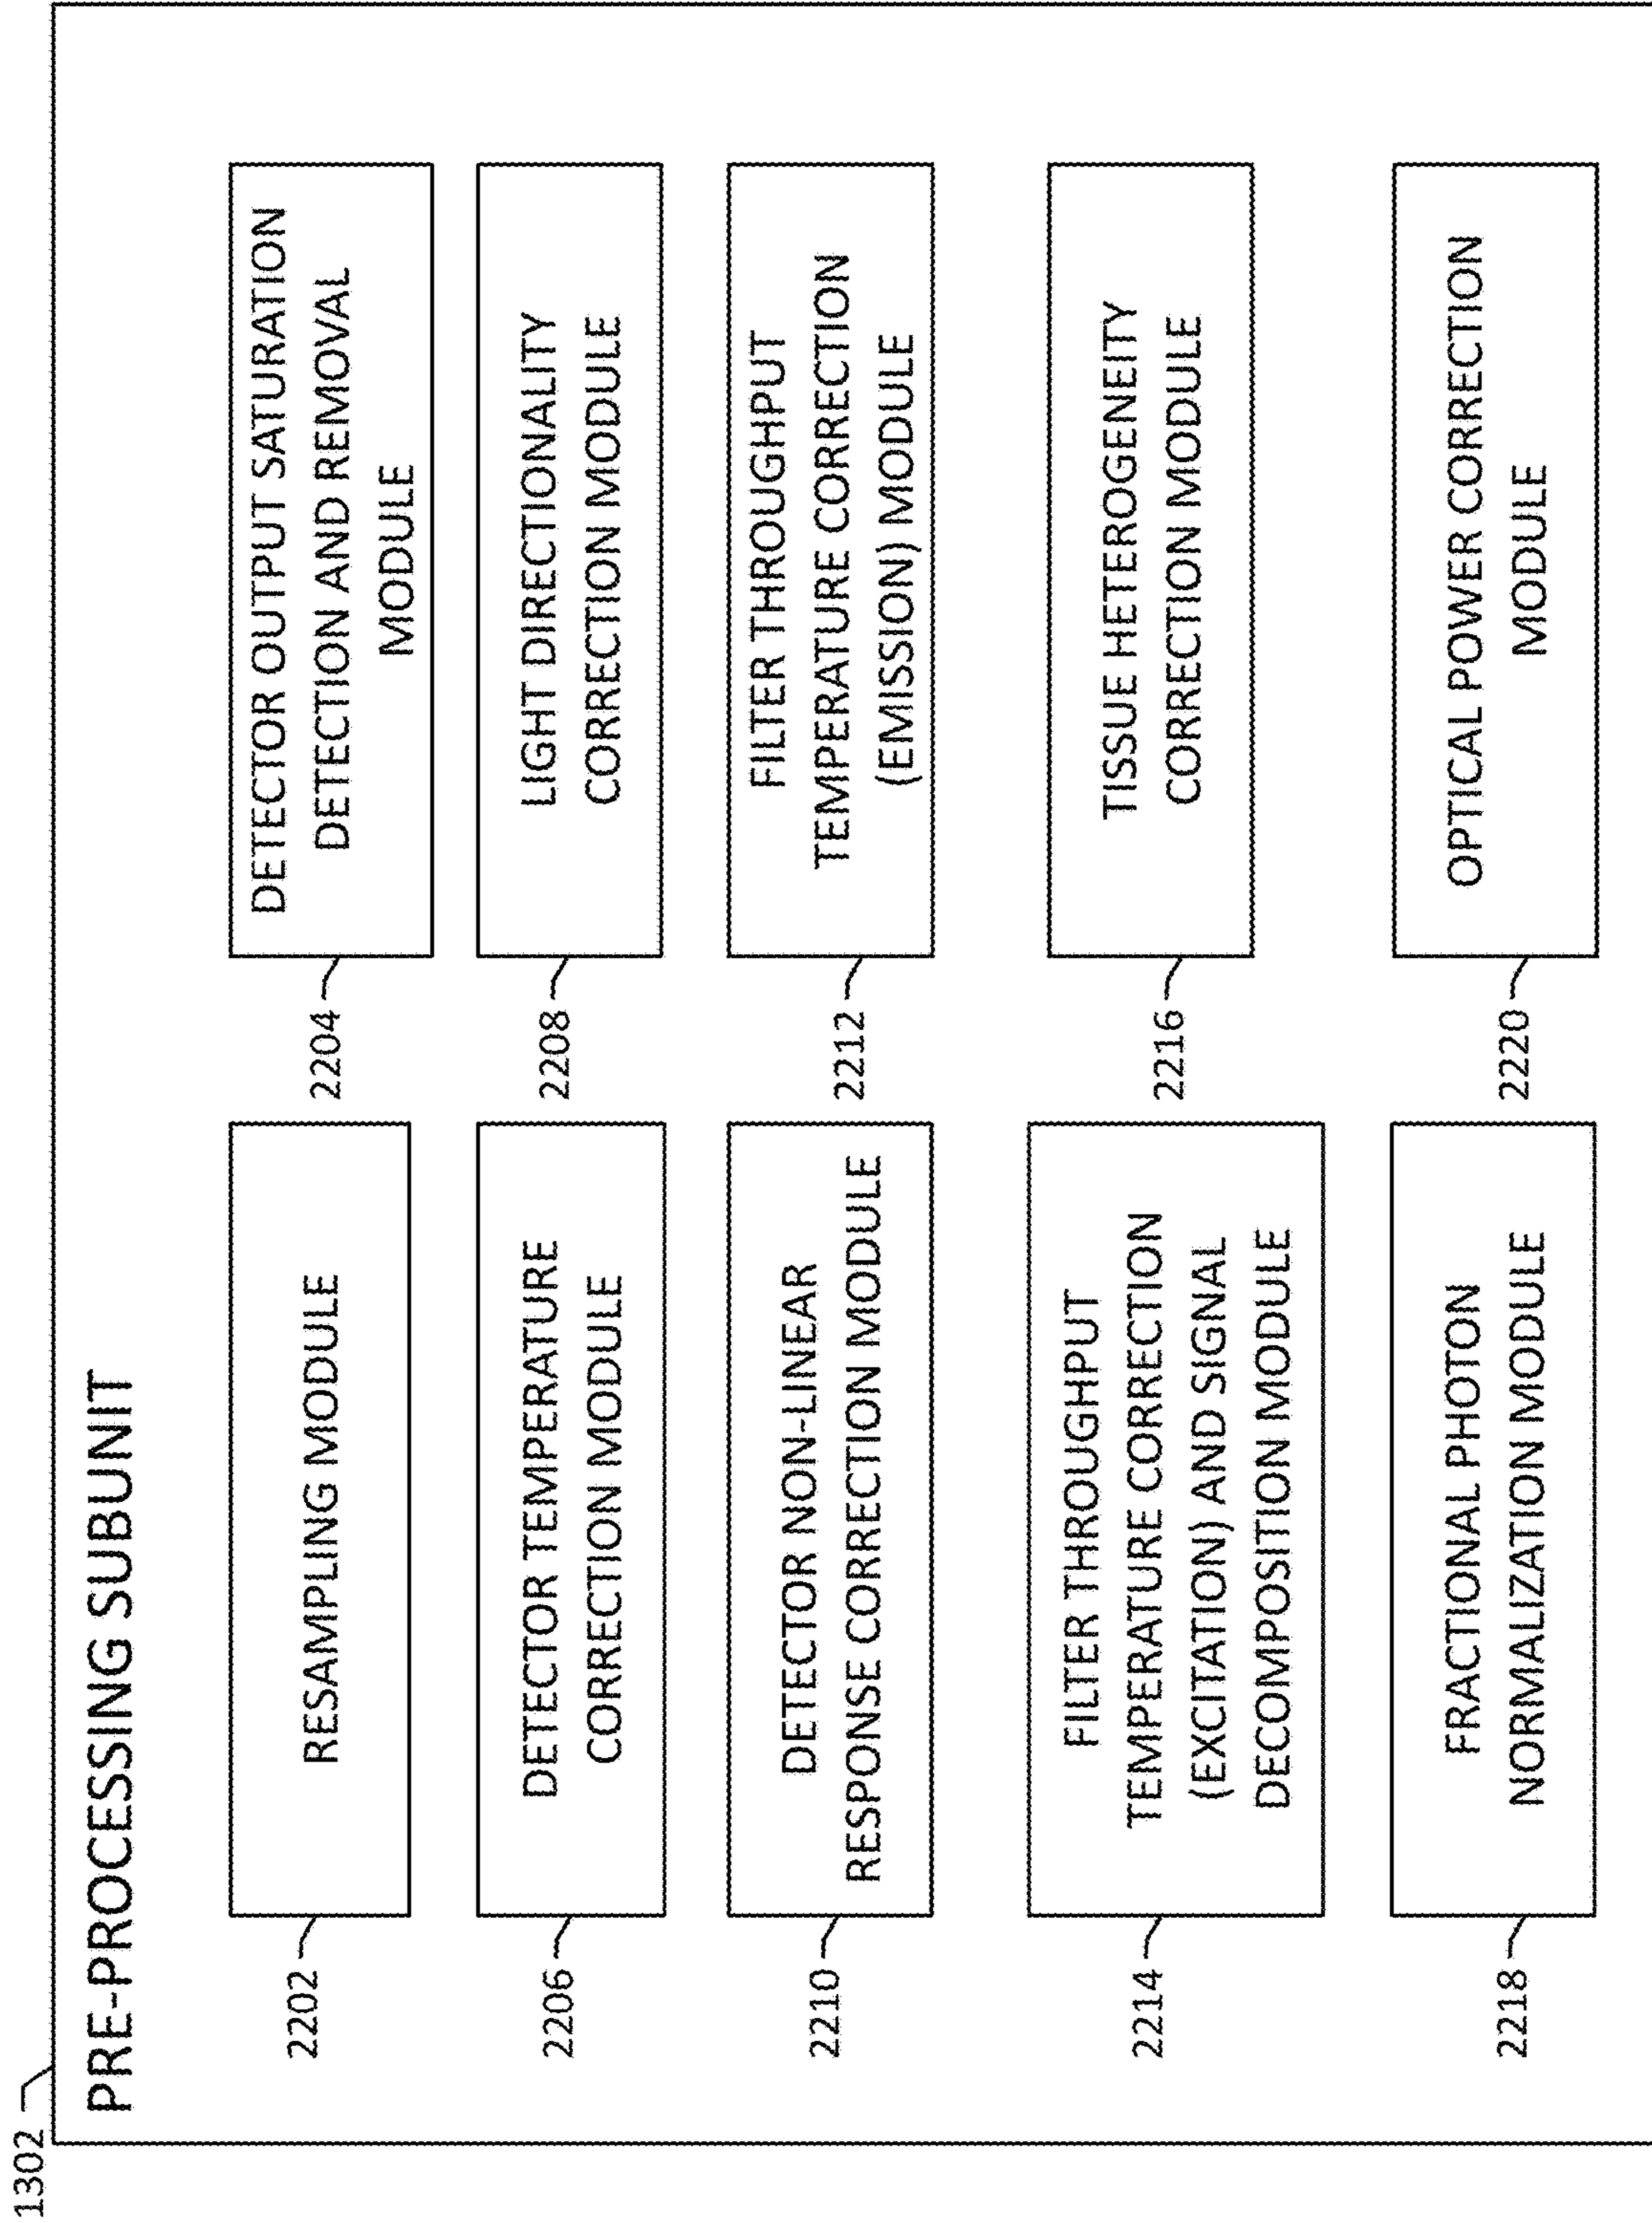 1302
PRE-PROCESSING SUBUNIT
2202
RESAMPLING MODULE
2204
DETECTOR OUTPUT SATURATION
DETECTION AND REMOVAL
MODULE
2206
DETECTOR TEMPERATURE
CORRECTION MODULE
2208
LIGHT DIRECTIONALITY
CORRECTION MODULE
2210
DETECTOR NON-LINEAR
RESPONSE CORRECTION MODULE
2212
FILTER THROUGHPUT
TEMPERATURE CORRECTION
(EMISSION) MODULE
2214
FILTER THROUGHPUT
TEMPERATURE CORRECTION
(EXCITATION) AND SIGNAL
DECOMPOSITION MODULE
2216
TISSUE HETEROGENEITY
CORRECTION MODULE
2218
FRACTIONAL PHOTON
NORMALIZATION MODULE
2220
OPTICAL POWER CORRECTION
MODULE